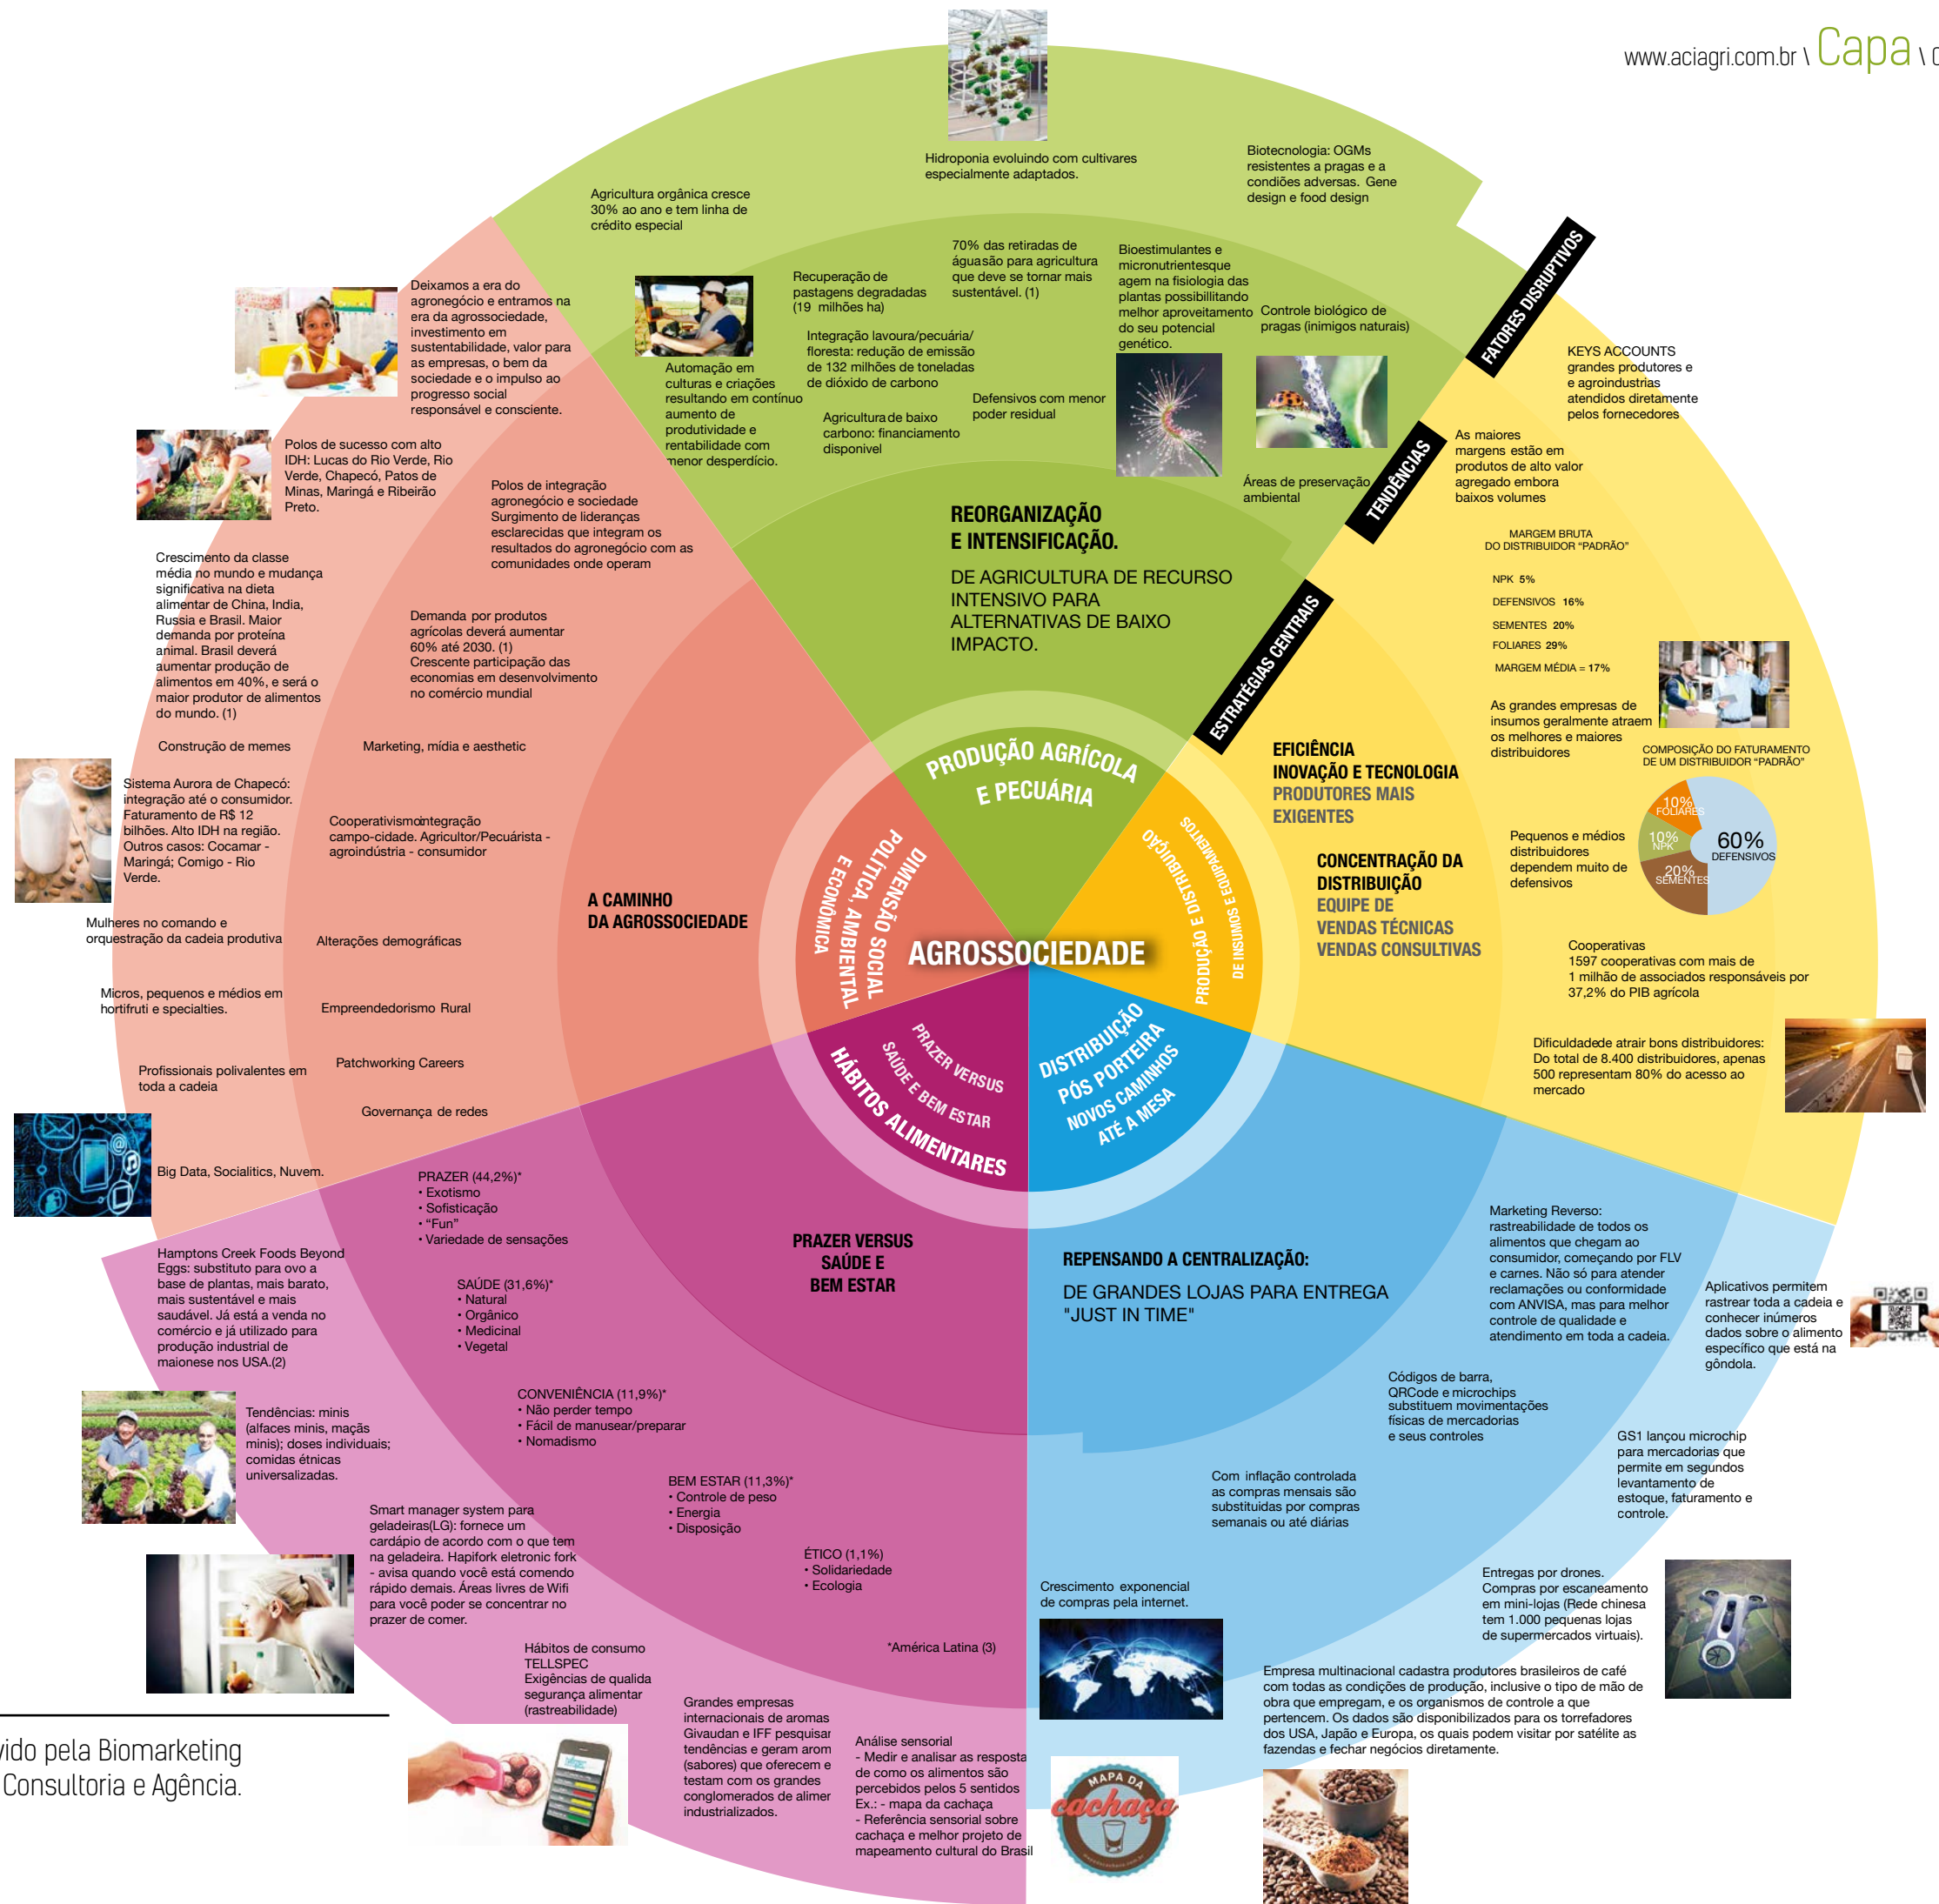 www.aciagri.com.br \ Capa \
Hidroponia evoluindo com cultivares
especialmente adaptados.
Biotecnologia: OGMs
resistentes a pragas e a
condiões adversas. Gene
design e food design
Agricultura orgânica cresce
30% ao ano e tem linha de
crédito especial
70% das retiradas de
águasão para agricultura
que deve se tornar mais
sustentável. (1)
Bioestimulantes e
micronutrientesque
agem na fisiologia das
plantas possibillitando
melhor aproveitamento
do seu potencial
genético.
Recuperação de
pastagens degradadas
(19 milhões ha)
Controle biológico de
pragas (inimigos naturais)
Integração lavoura/pecuária/
floresta: redução de emissão
de 132 milhões de toneladas
de dióxido de carbono
Automação em
culturas e criações
resultando em contínuo
aumento de
produtividade e
rentabilidade com
menor desperdício.
Agricultura de baixo
carbono: financiamento
disponivel
Defensivos com menor
poder residual
Áreas de preservação
ambiental
REORGANIZAÇÃO
E INTENSIFICAÇÃO.
DE AGRICULTURA DE RECURSO
INTENSIVO PARA
ALTERNATIVAS DE BAIXO
IMPACTO.
FATORES DISRUPTIVOS
TENDÊNCIAS
ESTRATÉGIAS CENTRAIS
KEYS ACCOUNTS
grandes produtores e
e agroindustrias
atendidos diretamente
pelos fornecedores
As maiores
margens estão em
produtos de alto valor
agregado embora
baixos volumes
MARGEM BRUTA
DO DISTRIBUIDOR “PADRÃO”
NPK 5%
DEFENSIVOS 16%
SEMENTES 20%
FOLIARES 29%
MARGEM MÉDIA = 17%
As grandes empresas de
insumos geralmente atraem
os melhores e maiores
distribuidores
COMPOSIÇÃO DO FATURAMENTO
DE UM DISTRIBUIDOR “PADRÃO”
10%
FOLIARES
10%
NPK
20%
SEMENTES
60%
DEFENSIVOS
Pequenos e médios
distribuidores
dependem muito de
defensivos
EFICIÊNCIA
INOVAÇÃO E TECNOLOGIA
PRODUTORES MAIS
EXIGENTES
CONCENTRAÇÃO DA
DISTRIBUIÇÃO
EQUIPE DE
VENDAS TÉCNICAS
VENDAS CONSULTIVAS
Cooperativas
1597 cooperativas com mais de
1 milhão de associados responsáveis por
37,2% do PIB agrícola
Dificuldadede atrair bons distribuidores:
Do total de 8.400 distribuidores, apenas
500 representam 80% do acesso ao
mercado
Deixamos a era do
agronegócio e entramos na
era da agrossociedade,
investimento em
sustentabilidade, valor para
as empresas, o bem da
sociedade e o impulso ao
progresso social
responsável e consciente.
Polos de sucesso com alto
IDH: Lucas do Rio Verde, Rio
Verde, Chapecó, Patos de
Minas, Maringá e Ribeirão
Preto.
Polos de integração
agronegócio e sociedade
Surgimento de lideranças
esclarecidas que integram os
resultados do agronegócio com as
comunidades onde operam
Crescimento da classe
média no mundo e mudança
significativa na dieta
alimentar de China, India,
Russia e Brasil. Maior
demanda por proteína
animal. Brasil deverá
aumentar produção de
alimentos em 40%, e será o
maior produtor de alimentos
do mundo. (1)
Demanda por produtos
agrícolas deverá aumentar
60% até 2030. (1)
Crescente participação das
economias em desenvolvimento
no comércio mundial
Construção de memes
Marketing, mídia e aesthetic
Sistema Aurora de Chapecó:
integração até o consumidor.
Faturamento de R$ 12
bilhões. Alto IDH na região.
Outros casos: Cocamar -
Maringá; Comigo - Rio
Verde.
Cooperativismointegração
campo-cidade. Agricultor/Pecuárista -
agroindústria - consumidor
A CAMINHO
DA AGROSSOCIEDADE
Mulheres no comando e
orquestração da cadeia produtiva
Alterações demográficas
Micros, pequenos e médios em
hortifruti e specialties.
Empreendedorismo Rural
Profissionais polivalentes em
toda a cadeia
Patchworking Careers
Governança de redes
Big Data, Socialitics, Nuvem.
PRODUÇÃO AGRÍCOLA
E PECUÁRIA
DIMENSÃO SOCIAL
POLÍTICA, AMBIENTAL
E ECONÔMICA
PRODUÇÃO E DISTRIBUIÇÃO
DE INSUMOS E EQUIPAMENTOS
AGROSSOCIEDADE
PRAZER VERSUS
SAÚDE E BEM ESTAR
HÁBITOS ALIMENTARES
DISTRIBUIÇÃO
PÓS PORTEIRA
NOVOS CAMINHOS
ATÉ A MESA
PRAZER (44,2%)*
• Exotismo
• Sofisticação
• “Fun”
• Variedade de sensações
SAÚDE (31,6%)*
• Natural
• Orgânico
• Medicinal
• Vegetal
CONVENIÊNCIA (11,9%)*
• Não perder tempo
• Fácil de manusear/preparar
• Nomadismo
BEM ESTAR (11,3%)*
• Controle de peso
• Energia
• Disposição
ÉTICO (1,1%)
• Solidariedade
• Ecologia
*América Latina (3)
PRAZER VERSUS
SAÚDE E
BEM ESTAR
Hamptons Creek Foods Beyond
Eggs: substituto para ovo a
base de plantas, mais barato,
mais sustentável e mais
saudável. Já está a venda no
comércio e já utilizado para
produção industrial de
maionese nos USA.(2)
Tendências: minis
(alfaces minis, maçãs
minis); doses individuais;
comidas étnicas
universalizadas.
Smart manager system para
geladeiras(LG): fornece um
cardápio de acordo com o que tem
na geladeira. Hapifork eletronic fork
- avisa quando você está comendo
rápido demais. Áreas livres de Wifi
para você poder se concentrar no
prazer de comer.
Hábitos de consumo
TELLSPEC
Exigências de qualida
segurança alimentar
(rastreabilidade)
Grandes empresas
internacionais de aromas
Givaudan e IFF pesquisar
tendências e geram arom
(sabores) que oferecem e
testam com os grandes
conglomerados de alimer
industrializados.
Análise sensorial
- Medir e analisar as resposta
de como os alimentos são
percebidos pelos 5 sentidos
Ex.: - mapa da cachaça
- Referência sensorial sobre
cachaça e melhor projeto de
mapeamento cultural do Brasil
REPENSANDO A CENTRALIZAÇÃO:
DE GRANDES LOJAS PARA ENTREGA
"JUST IN TIME"
Marketing Reverso:
rastreabilidade de todos os
alimentos que chegam ao
consumidor, começando por FLV
e carnes. Não só para atender
reclamações ou conformidade
com ANVISA, mas para melhor
controle de qualidade e
atendimento em toda a cadeia.
Aplicativos permitem
rastrear toda a cadeia e
conhecer inúmeros
dados sobre o alimento
específico que está na
gôndola.
Códigos de barra,
QRCode e microchips
substituem movimentações
físicas de mercadorias
e seus controles
GS1 lançou microchip
para mercadorias que
permite em segundos
levantamento de
estoque, faturamento e
controle.
Com inflação controlada
as compras mensais são
substituidas por compras
semanais ou até diárias
Crescimento exponencial
de compras pela internet.
Entregas por drones.
Compras por escaneamento
em mini-lojas (Rede chinesa
tem 1.000 pequenas lojas
de supermercados virtuais).
Empresa multinacional cadastra produtores brasileiros de café
com todas as condições de produção, inclusive o tipo de mão de
obra que empregam, e os organismos de controle a que
pertencem. Os dados são disponibilizados para os torrefadores
dos USA, Japão e Europa, os quais podem visitar por satélite as
fazendas e fechar negócios diretamente.
MAPA DA
cachaça
vido pela Biomarketing
Consultoria e Agência.